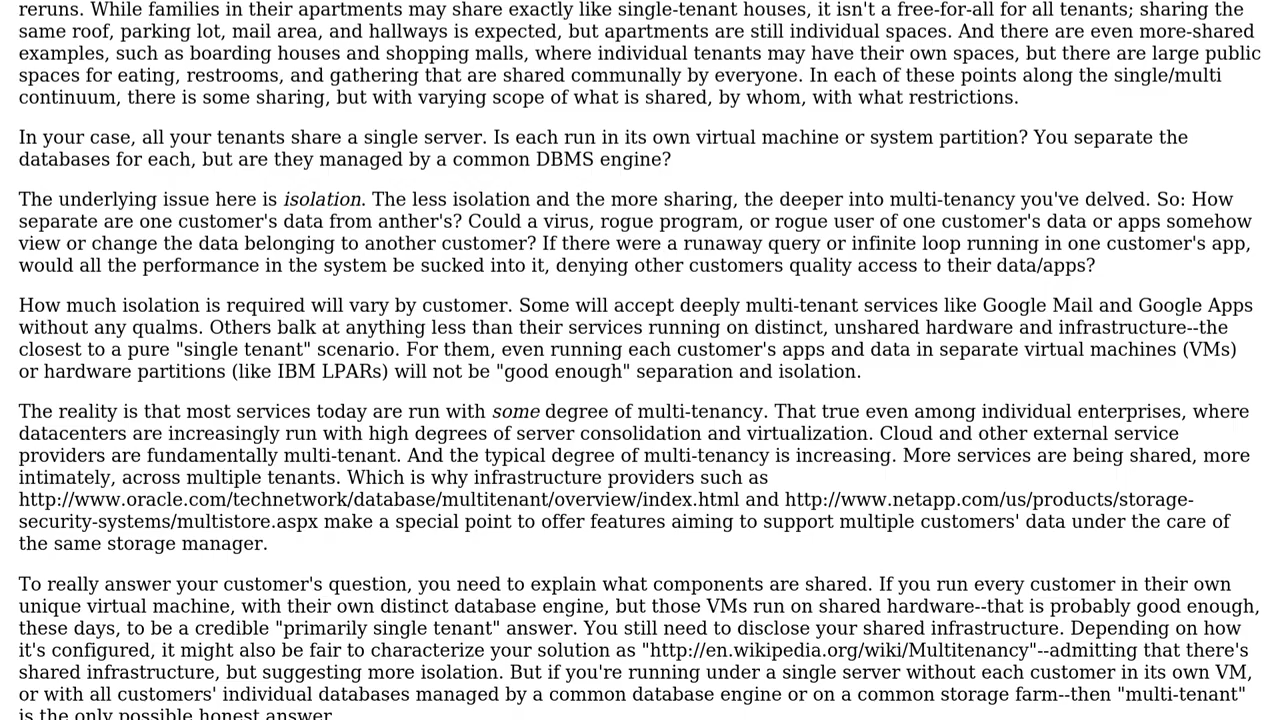 reruns. While families in their apartments may share exactly like single-tenant houses, it isn't a free-for-all for all tenants; sharing the
same roof, parking lot, mail area, and hallways is expected, but apartments are still individual spaces. And there are even more-shared
examples, such as boarding houses and shopping malls, where individual tenants may have their own spaces, but there are large public
spaces for eating, restrooms, and gathering that are shared communally by everyone. In each of these points along the single/multi
continuum, there is some sharing, but with varying scope of what is shared, by whom, with what restrictions.
In your case, all your tenants share a single server. Is each run in its own virtual machine or system partition? You separate the
databases for each, but are they managed by a common DBMS engine?
The underlying issue here is isolation. The less isolation and the more sharing, the deeper into multi-tenancy you've delved. So: How
separate are one customer's data from anther's? Could a virus, rogue program, or rogue user of one customer's data or apps somehow
view or change the data belonging to another customer? If there were a runaway query or infinite loop running in one customer's app,
would all the performance in the system be sucked into it, denying other customers quality access to their data/apps?
How much isolation is required will vary by customer. Some will accept deeply multi-tenant services like Google Mail and Google Apps
without any qualms. Others balk at anything less than their services running on distinct, unshared hardware and infrastructure--the
closest to a pure "single tenant" scenario. For them, even running each customer's apps and data in separate virtual machines (VMs)
or hardware partitions (like IBM LPARs) will not be "good enough" separation and isolation.
The reality is that most services today are run with some degree of multi-tenancy. That true even among individual enterprises, where
datacenters are increasingly run with high degrees of server consolidation and virtualization. Cloud and other external service
providers are fundamentally multi-tenant. And the typical degree of multi-tenancy is increasing. More services are being shared, more
intimately, across multiple tenants. Which is why infrastructure providers such as
http://www.oracle.com/technetwork/database/multitenant/overview/index.html and http://www.netapp.com/us/products/storage-
security-systems/multistore.aspx make a special point to offer features aiming to support multiple customers' data under the care of
the same storage manager.
To really answer your customer's question, you need to explain what components are shared. If you run every customer in their own
unique virtual machine, with their own distinct database engine, but those VMs run on shared hardware--that is probably good enough,
these days, to be a credible "primarily single tenant" answer. You still need to disclose your shared infrastructure. Depending on how
it's configured, it might also be fair to characterize your solution as "http://en.wikipedia.org/wiki/Multitenancy"--admitting that there's
shared infrastructure, but suggesting more isolation. But if you're running under a single server without each customer in its own VM,
or with all customers' individual databases managed by a common database engine or on a common storage farm--then "multi-tenant"
is the only possible honest answer.